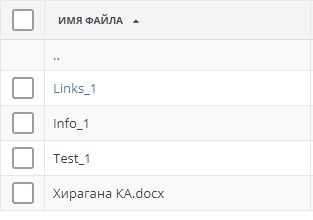 ИМЯ ФАЙЛА ▲
..
Links_1
Info_1
Test_1
Хирагана КА.docx